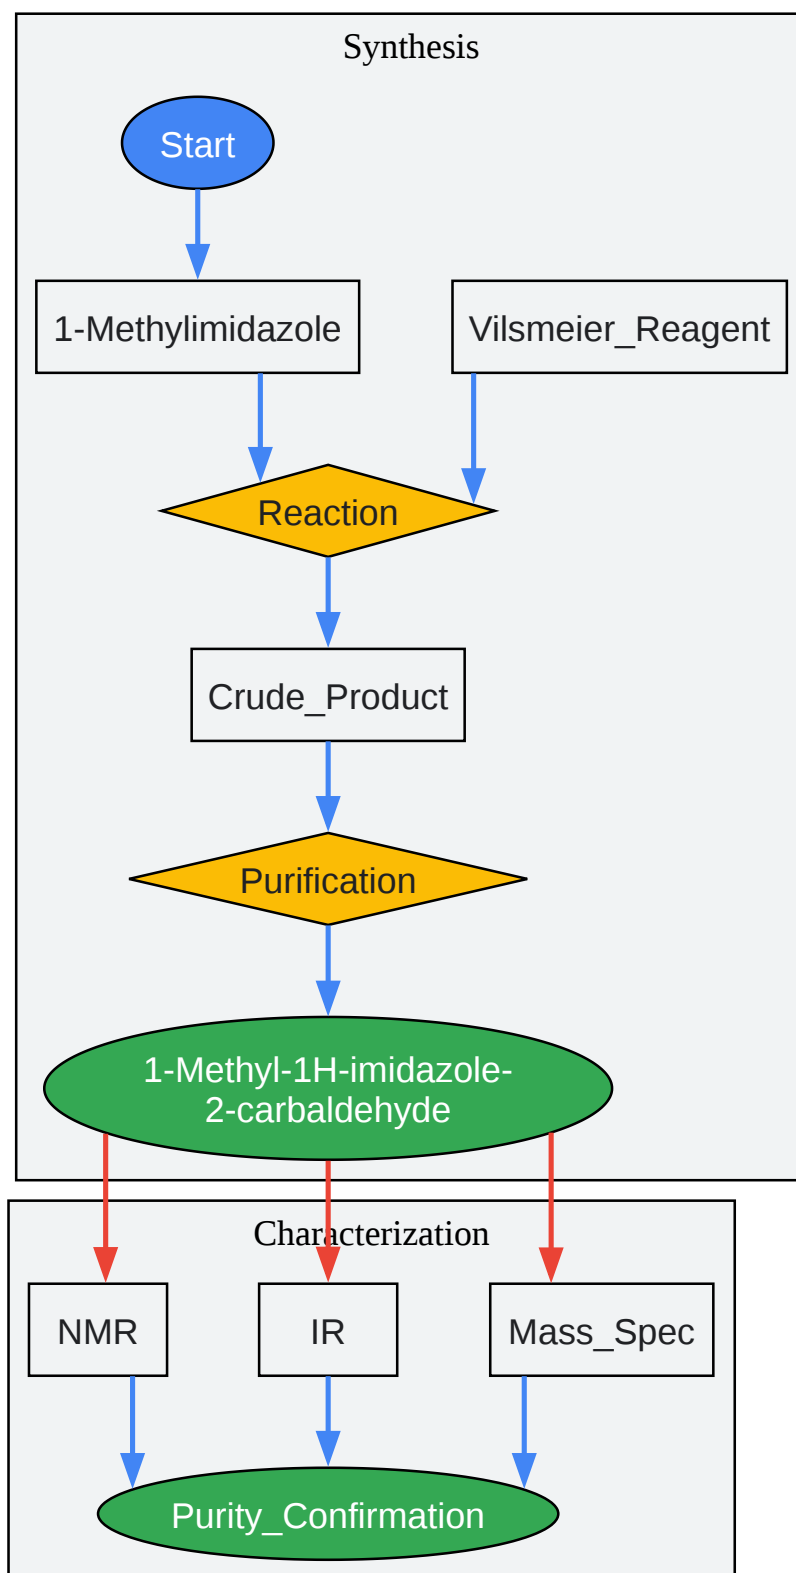 Synthesis
Start
1-Methylimidazole
Vilsmeier_Reagent
Reaction
Crude_Product
Purification
1-Methyl-1H-imidazole-
2-carbaldehyde
Characterization
NMR
IR
Mass_Spec
Purity_Confirmation